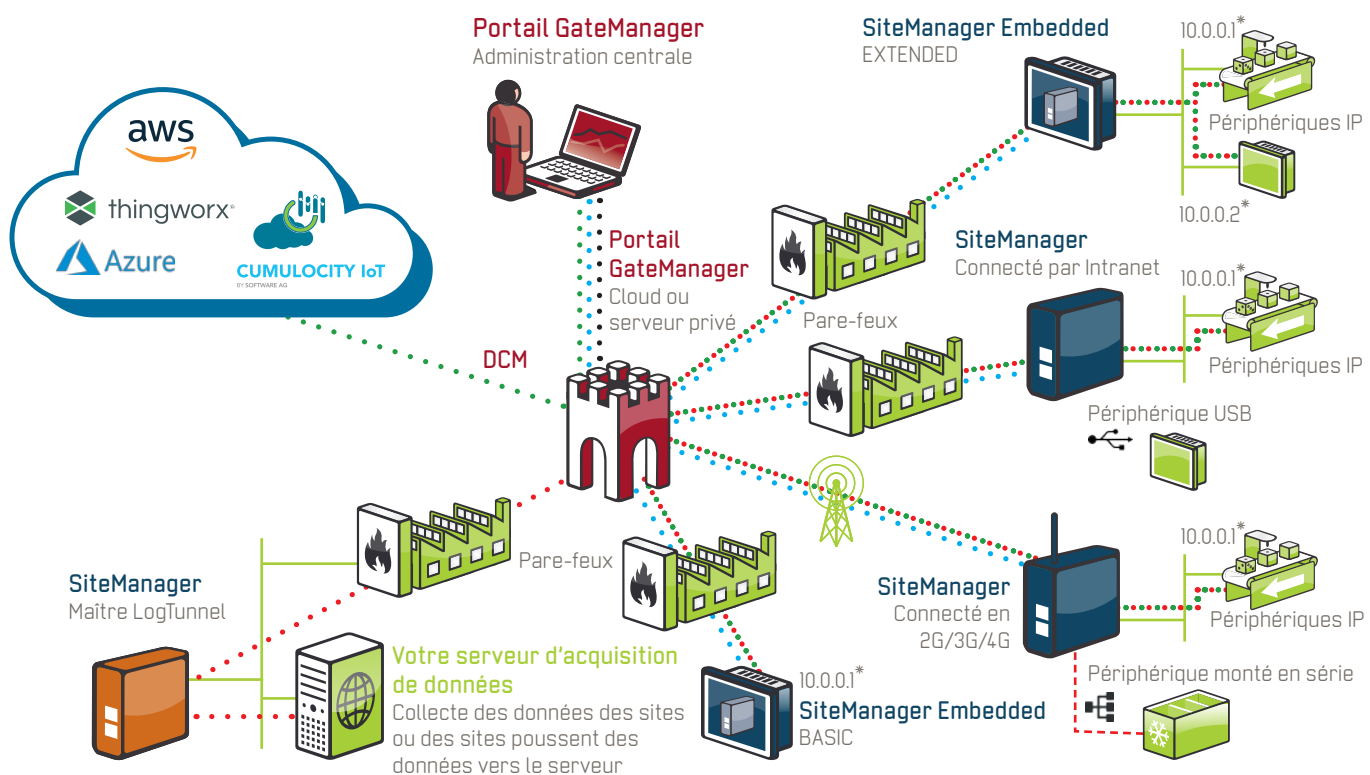 Portail GateManager
Administration centrale
SiteManager Embedded
EXTENDED
10.0.0.1*
Périphériques IP
10.0.0.2*
aws
thingworx®
Azure
CUMULOCITY IoT
BY SOFTWARE AG
Portail
GateManager
Cloud ou
serveur privé
DCM
Pare-feux
SiteManager
Connecté par Intranet
10.0.0.1*
Périphériques IP
Périphérique USB
SiteManager
Maître LogTunnel
Pare-feux
Votre serveur d'acquisition
de données
Collecte des données des sites
ou des sites poussent des
données vers le serveur
10.0.0.1*
SiteManager Embedded
BASIC
SiteManager
Connecté en
2G/3G/4G
10.0.0.1*
Périphériques IP
Périphérique monté en série